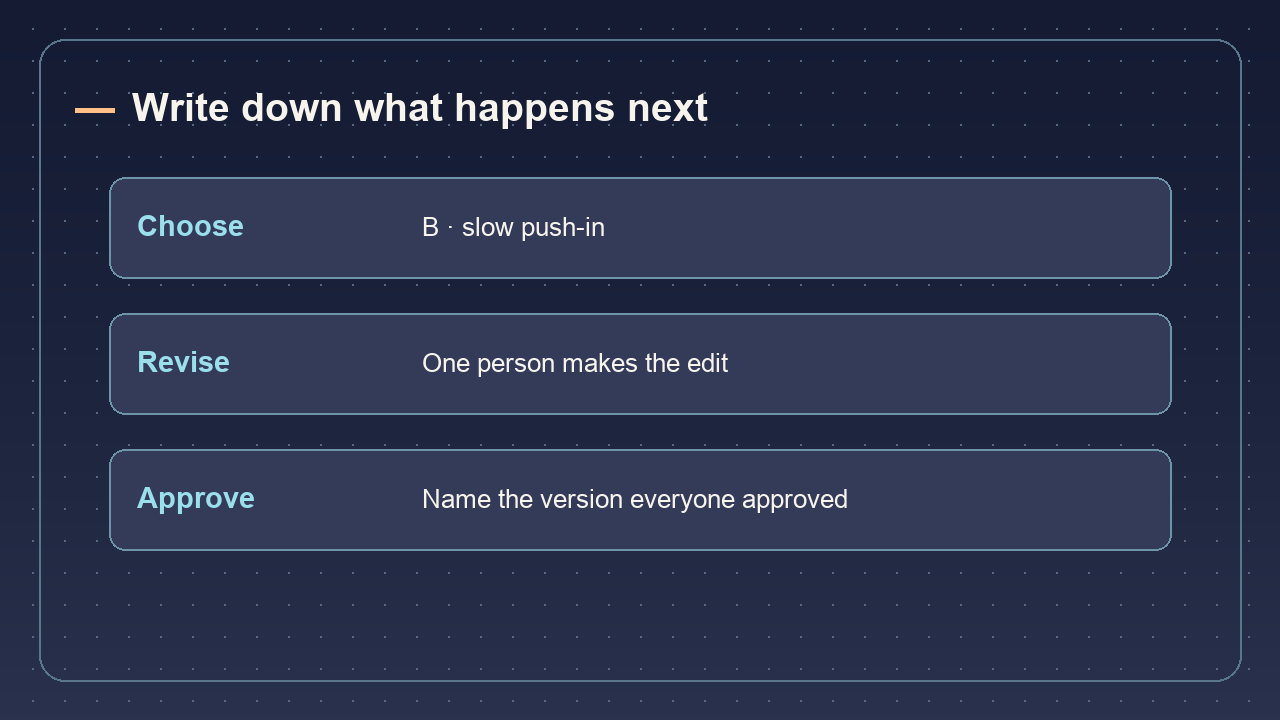 Write down what happens next
Choose
B · slow push-in
Revise
One person makes the edit
Approve
Name the version everyone approved